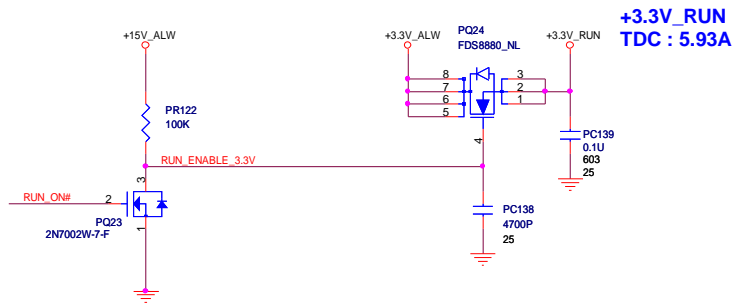 +3.3V_RUN
TDC : 5.93A
+15V_ALW
+3.3V_ALW
PQ24
FDS8880_NL
+3.3V_RUN
8
7
6
5
3
2
1
4
PR122
100K
PC139
0.1U
603
25
RUN_ENABLE_3.3V
3
RUN_ON#
2
1
PQ23
2N7002W-7-F
PC138
4700P
25